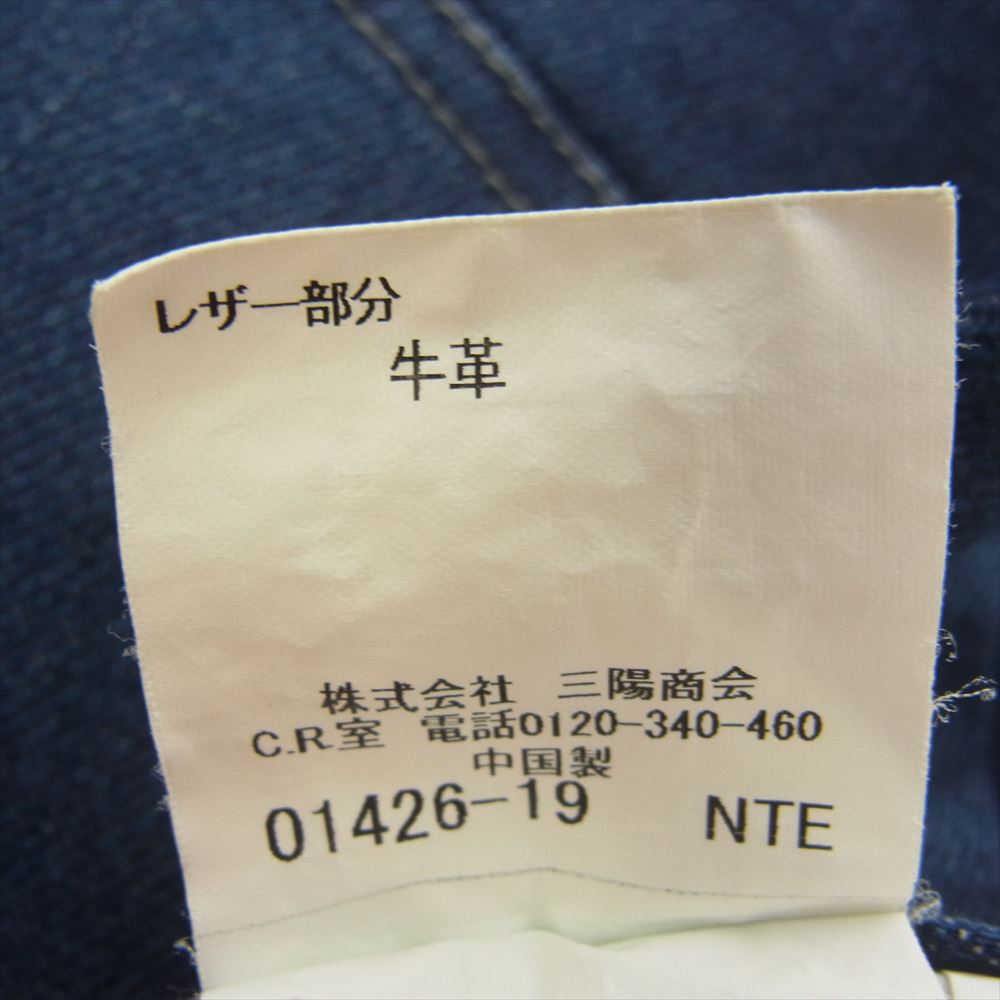 レザー部分
牛革
株式会社 三陽商会
C.R.室 電話0120-340-460
中国製
01426-19 NTE